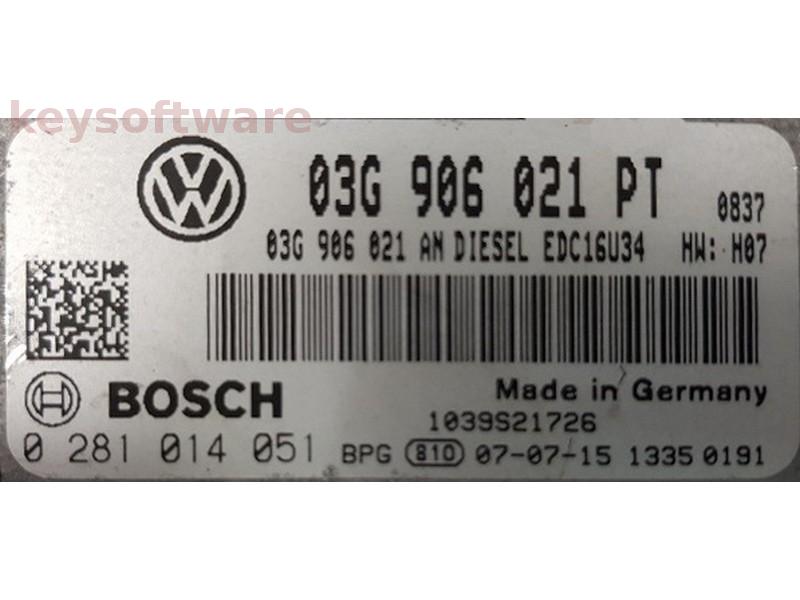 keysoftware
03G 906 021 PT 0837
03G 906 021 AN DIESEL EDC16U34 HW: H07
BOSCH
Made in Germany
1039S21726
0 281 014 051 BPG 810 07-07-15 1335 0191